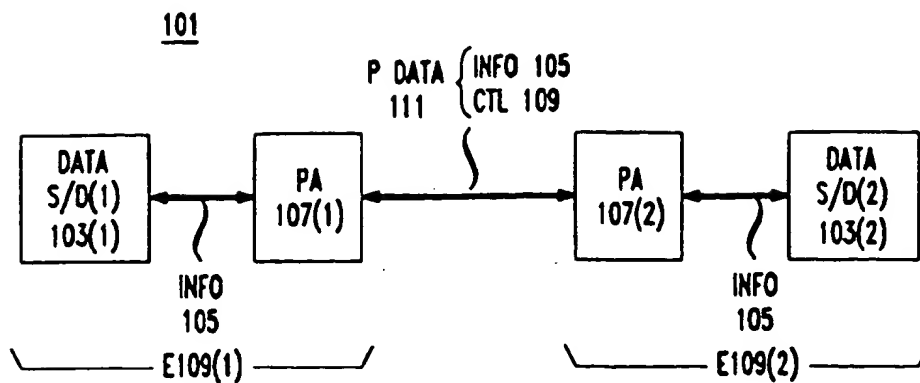 101
P DATA
111
INFO 105
CTL 109
DATA
S/D(1)
103(1)
PA
107(1)
PA
107(2)
DATA
S/D(2)
103(2)
INFO
105
INFO
105
E109(1)
E109(2)